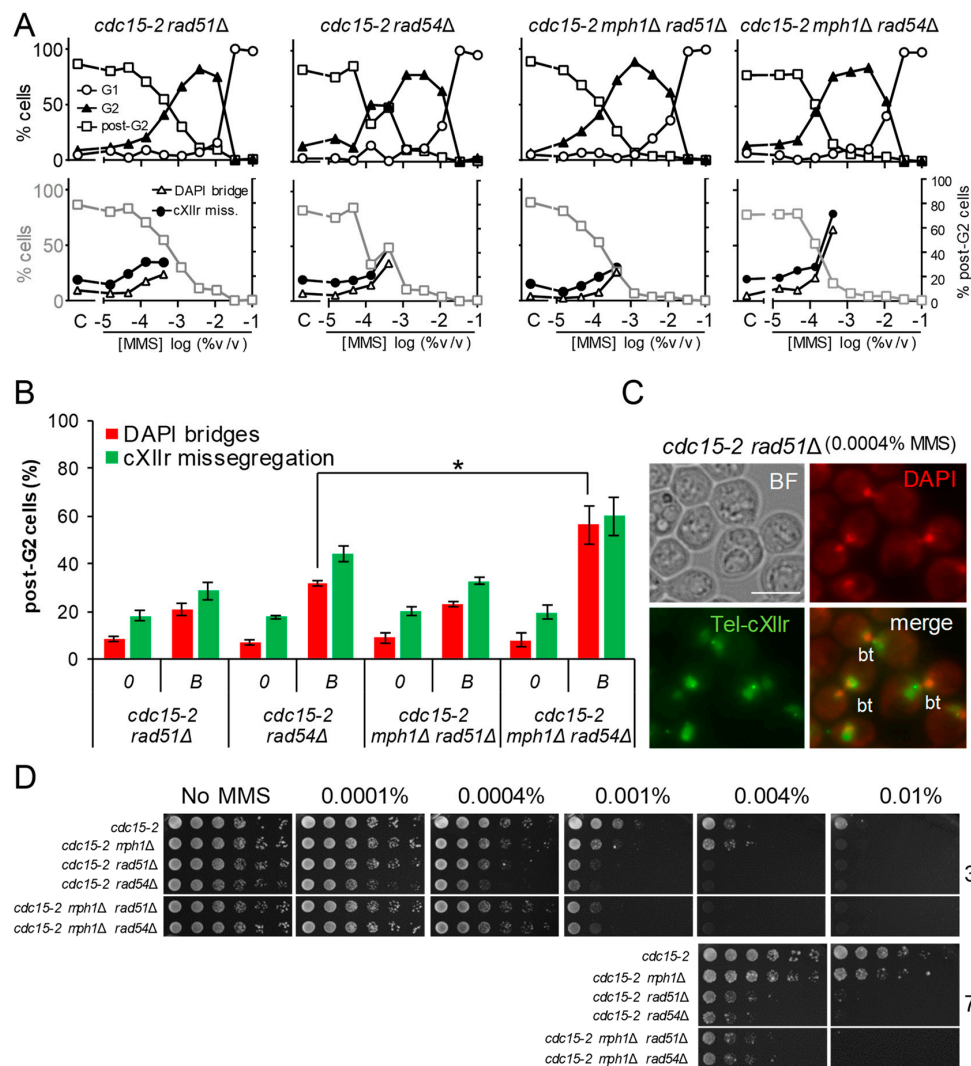 A
cdc15-2 rad51Δ cdc15-2 rad54Δ cdc15-2 mph1Δ rad51Δ cdc15-2 mph1Δ rad54Δ
% cells
100
50
0
G1
G2
post-G2
% cells
100
50
0
DAPI bridge
cXIIr miss.
100
80
60
40
20
0
% post-G2 cells
C -5 -4 -3 -2 -1 C -5 -4 -3 -2 -1 C -5 -4 -3 -2 -1 C -5 -4 -3 -2 -1
[MMS] log (%v/v) [MMS] log (%v/v) [MMS] log (%v/v) [MMS] log (%v/v)
B
post-G2 cells (%)
100
80
60
40
20
0
DAPI bridges
cXIIr missegregation
*
0 B 0 B 0 B 0 B
cdc15-2 rad51Δ
cdc15-2 rad54Δ
cdc15-2 mph1Δ rad51Δ
cdc15-2 mph1Δ rad54Δ
C
cdc15-2 rad51Δ (0.0004% MMS)
BF
DAPI
Tel-cXIIr
merge
bt
bt
bt
D
No MMS 0.0001% 0.0004% 0.001% 0.004% 0.01%
cdc15-2
cdc15-2 mph1Δ
cdc15-2 rad51Δ
cdc15-2 rad54Δ
cdc15-2 mph1Δ rad51Δ
cdc15-2 mph1Δ rad54Δ
3
cdc15-2
cdc15-2 mph1Δ
cdc15-2 rad51Δ
cdc15-2 rad54Δ
cdc15-2 mph1Δ rad51Δ
cdc15-2 mph1Δ rad54Δ
7